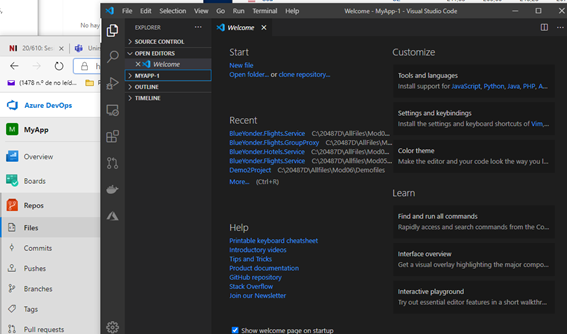 No hay
20/610: Se
Unir
(1478 n.º de no leíd...
Azure DevOps
M
MyApp
Overview
Boards
Repos
Files
Commits
Pushes
Branches
Tags
Pull requests
File Edit Selection View Go Run Terminal Help
Welcome - MyApp-1 - Visual Studio Code
EXPLORER
SOURCE CONTROL
OPEN EDITORS
Welcome
MYAPP-1
OUTLINE
TIMELINE
Welcome
Start
New file
Open folder... or clone repository...
Recent
BlueYonder.Flights.Service C:\20487D\AllFiles\Mod0
BlueYonder.Flights.GroupProxy C:\20487D\AllFiles\M...
BlueYonder.Hotels.Service C:\20487D\AllFiles\Mod05...
BlueYonder.Flights.Service C:\20487D\AllFiles\Mod0
Demo2Project C:\20487D\Allfiles\Mod06\Demofiles
More... (Ctrl+R)
Help
Printable keyboard cheatsheet
Introductory videos
Tips and Tricks
Product documentation
GitHub repository
Stack Overflow
Join our Newsletter
Show welcome page on startup
Customize
Tools and languages
Install support for JavaScript, Python, Java, PHP, A...
Settings and keybindings
Install the settings and keyboard shortcuts of Vim,
Color theme
Make the editor and your code look the way you l...
Learn
Find and run all commands
Rapidly access and search commands from the Co...
Interface overview
Get a visual overlay highlighting the major compo...
Interactive playground
Try out essential editor features in a short walkthr...